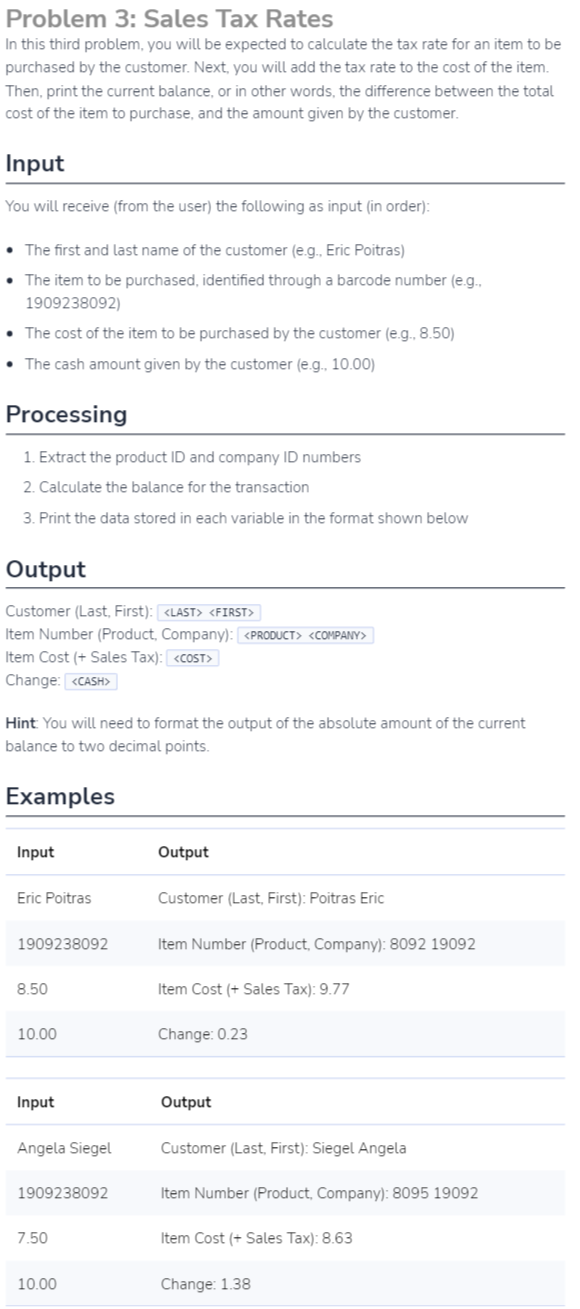 Problem 3: Sales Tax Rates
In this third problem, you will be expected to calculate the tax rate for an item to be
purchased by the customer. Next, you will add the tax rate to the cost of the item.
Then, print the current balance, or in other words, the difference between the total
cost of the item to purchase, and the amount given by the customer.
Input
You will receive (from the user) the following as input (in order):
• The first and last name of the customer (e.g., Eric Poitras)
• The item to be purchased, identified through a barcode number (e.g.,
1909238092)
• The cost of the item to be purchased by the customer (e.g., 8.50)
• The cash amount given by the customer (e.g., 10.00)
Processing
1. Extract the product ID and company ID numbers
2. Calculate the balance for the transaction
3. Print the data stored in each variable in the format shown below
Output
Customer (Last, First): <LAST> <FIRST>
Item Number (Product, Company): <PRODUCT> <COMPANY>
Item Cost (+ Sales Tax): <COST>
Change: <CASH>
Hint: You will need to format the output of the absolute amount of the current
balance to two decimal points.
Examples
Input Output
Eric Poitras Customer (Last, First): Poitras Eric
1909238092 Item Number (Product, Company): 8092 19092
8.50 Item Cost (+ Sales Tax): 9.77
10.00 Change: 0.23
Input Output
Angela Siegel Customer (Last, First): Siegel Angela
1909238092 Item Number (Product, Company): 8095 19092
7.50 Item Cost (+ Sales Tax): 8.63
10.00 Change: 1.38